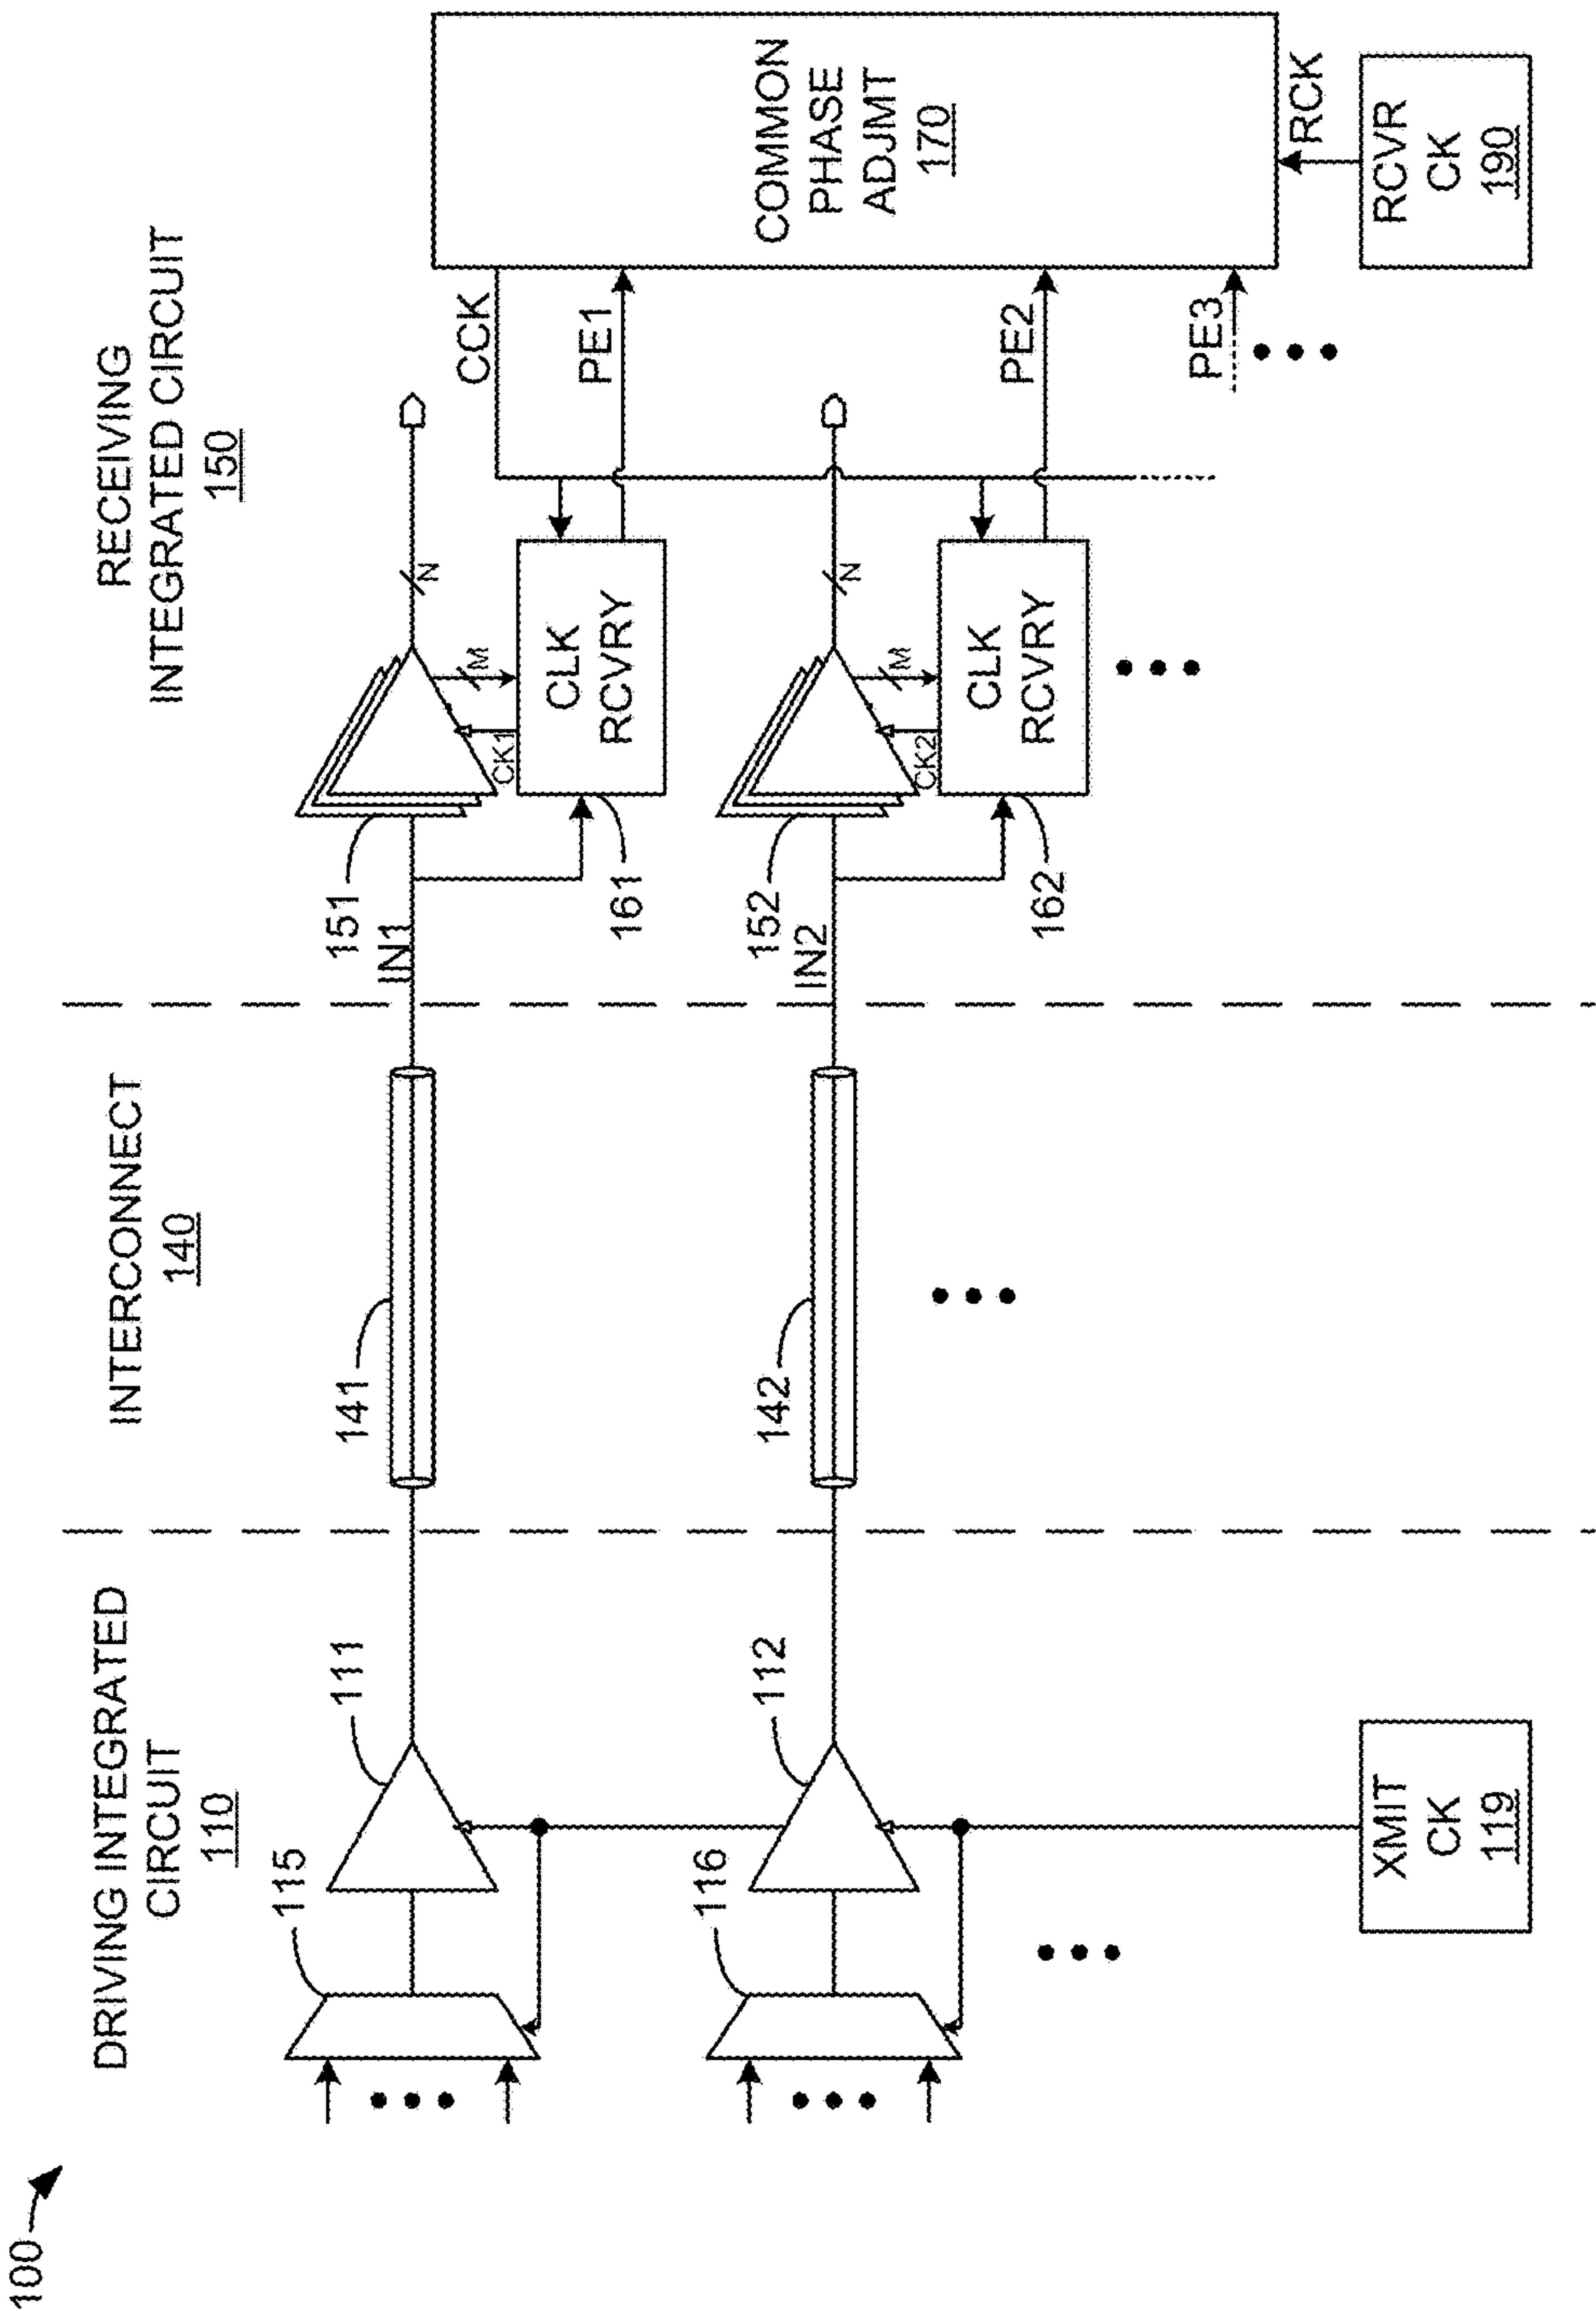 100
DRIVING INTEGRATED
CIRCUIT
110
INTERCONNECT
140
RECEIVING
INTEGRATED CIRCUIT
150
115
111
141
151
IN1
N
M
CK1
CLK
RCVRY
161
CCK
PE1
116
112
142
152
IN2
N
M
CK2
CLK
RCVRY
162
PE2
PE3
COMMON
PHASE
ADJMT
170
RCK
XMIT
CK
119
RCVR
CK
190